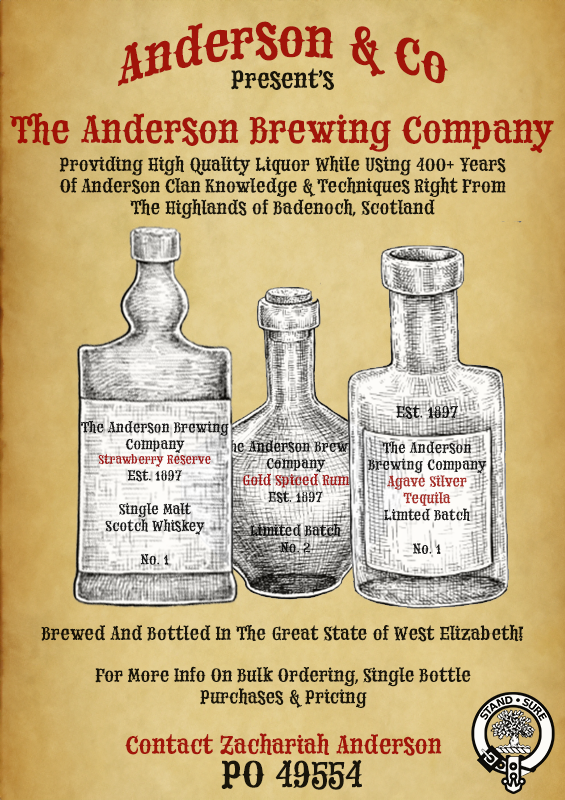 Anderson & Co
Present's
The Anderson Brewing Company
Providing High Quality Liquor While Using 400+ Years
Of Anderson Clan Knowledge & Techniques Right From
The Highlands of Badenoch, Scotland
The Anderson Brewing
Company
Strawberry Reserve
Est. 1897
Single Malt
Scotch Whiskey
No. 1
he Anderson Brew
Company
Gold Spiced Rum
Est. 1897
Limited Batch
No. 2
Est. 1897
The Anderson
Brewing Company
Agave Silver
Tequila
Limted Batch
No. 1
Brewed And Bottled In The Great State of West Elizabeth!
For More Info On Bulk Ordering, Single Bottle
Purchases & Pricing
STAND · SURE
Contact Zachariah Anderson
PO 49554